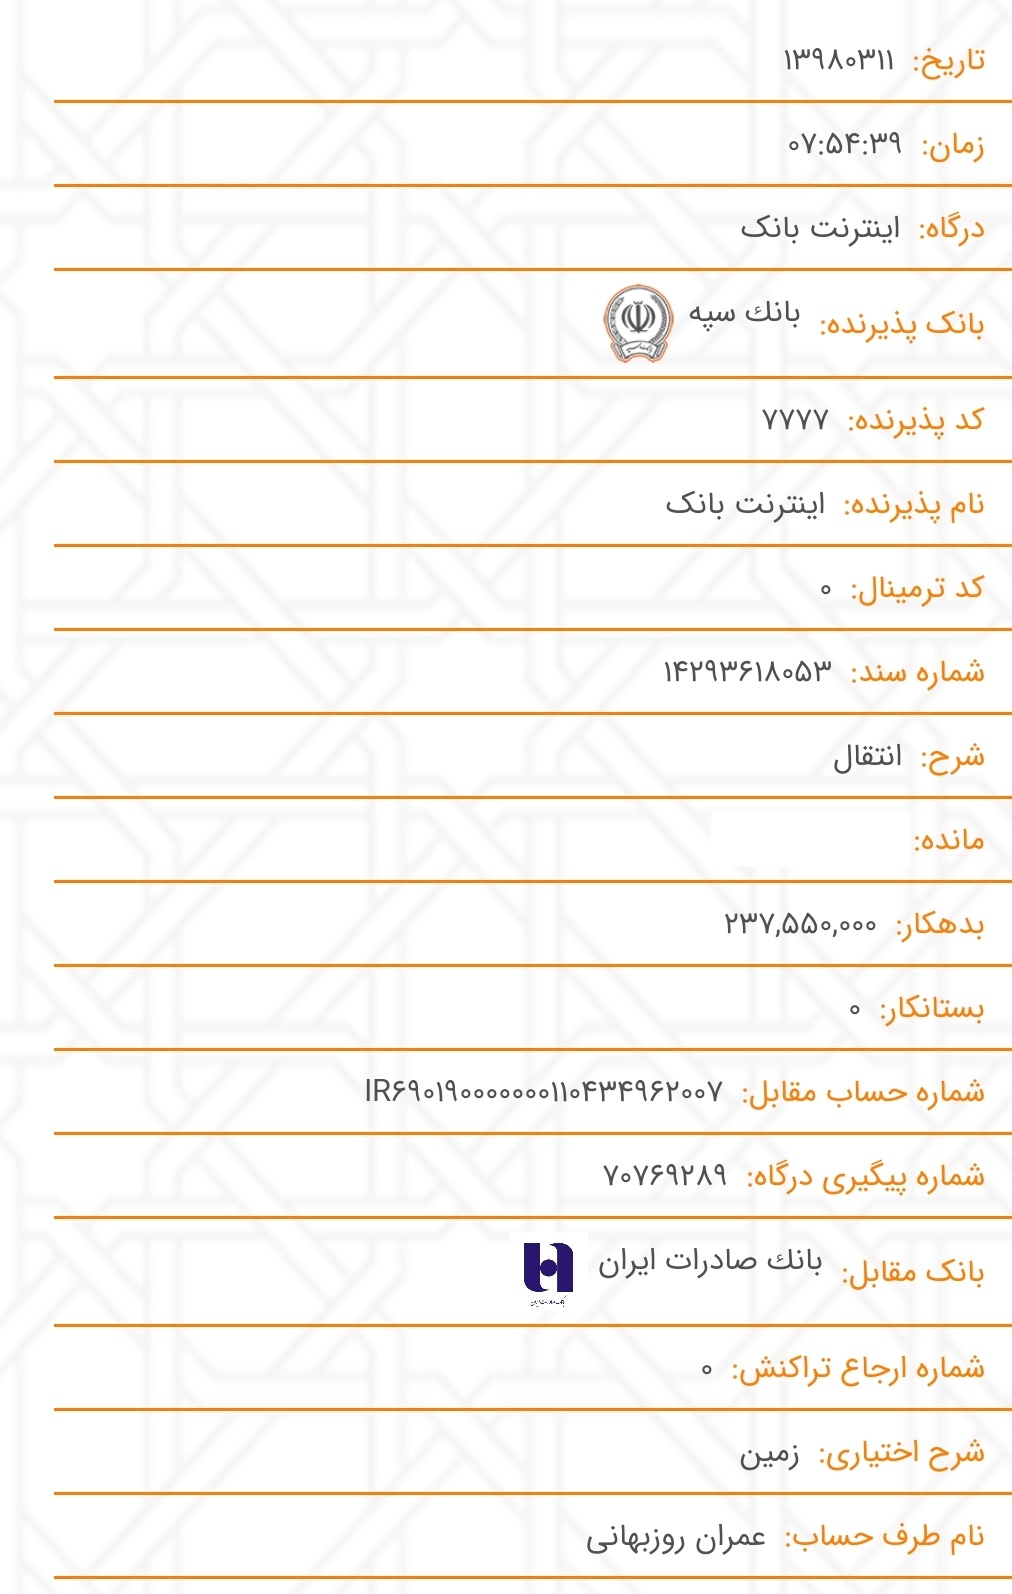 تاریخ: ۱۳۹۸۰۳۱۱
زمان: ۰۷:۵۴:۳۹
درگاه: اینترنت بانک
بانک پذیرنده: بانك سپه
کد پذیرنده: ۷۷۷۷
نام پذیرنده: اینترنت بانک
کد ترمینال: ۰
شماره سند: ۱۴۲۹۳۶۱۸۰۵۳
شرح: انتقال
مانده:
بدهکار: ۲۳۷,۵۵۰,۰۰۰
بستانکار: ۰
شماره حساب مقابل: IR۶۹۰۱۹۰۰۰۰۰۰۰۱۱۰۴۳۴۹۶۲۰۰۷
شماره پیگیری درگاه: ۷۰۷۶۹۲۸۹
بانک مقابل: بانك صادرات ایران
شماره ارجاع تراکنش: ۰
شرح اختیاری: زمین
نام طرف حساب: عمران روزبهانی